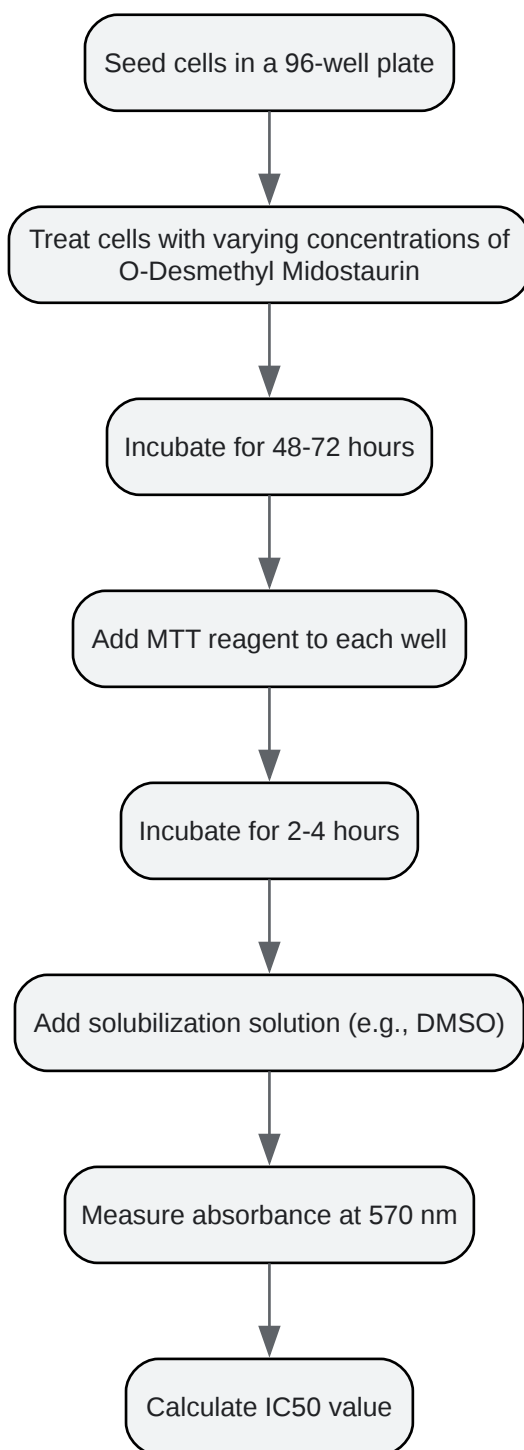 Seed cells in a 96-well plate
Treat cells with varying concentrations of
O-Desmethyl Midostaurin
Incubate for 48-72 hours
Add MTT reagent to each well
Incubate for 2-4 hours
Add solubilization solution (e.g., DMSO)
Measure absorbance at 570 nm
Calculate IC50 value